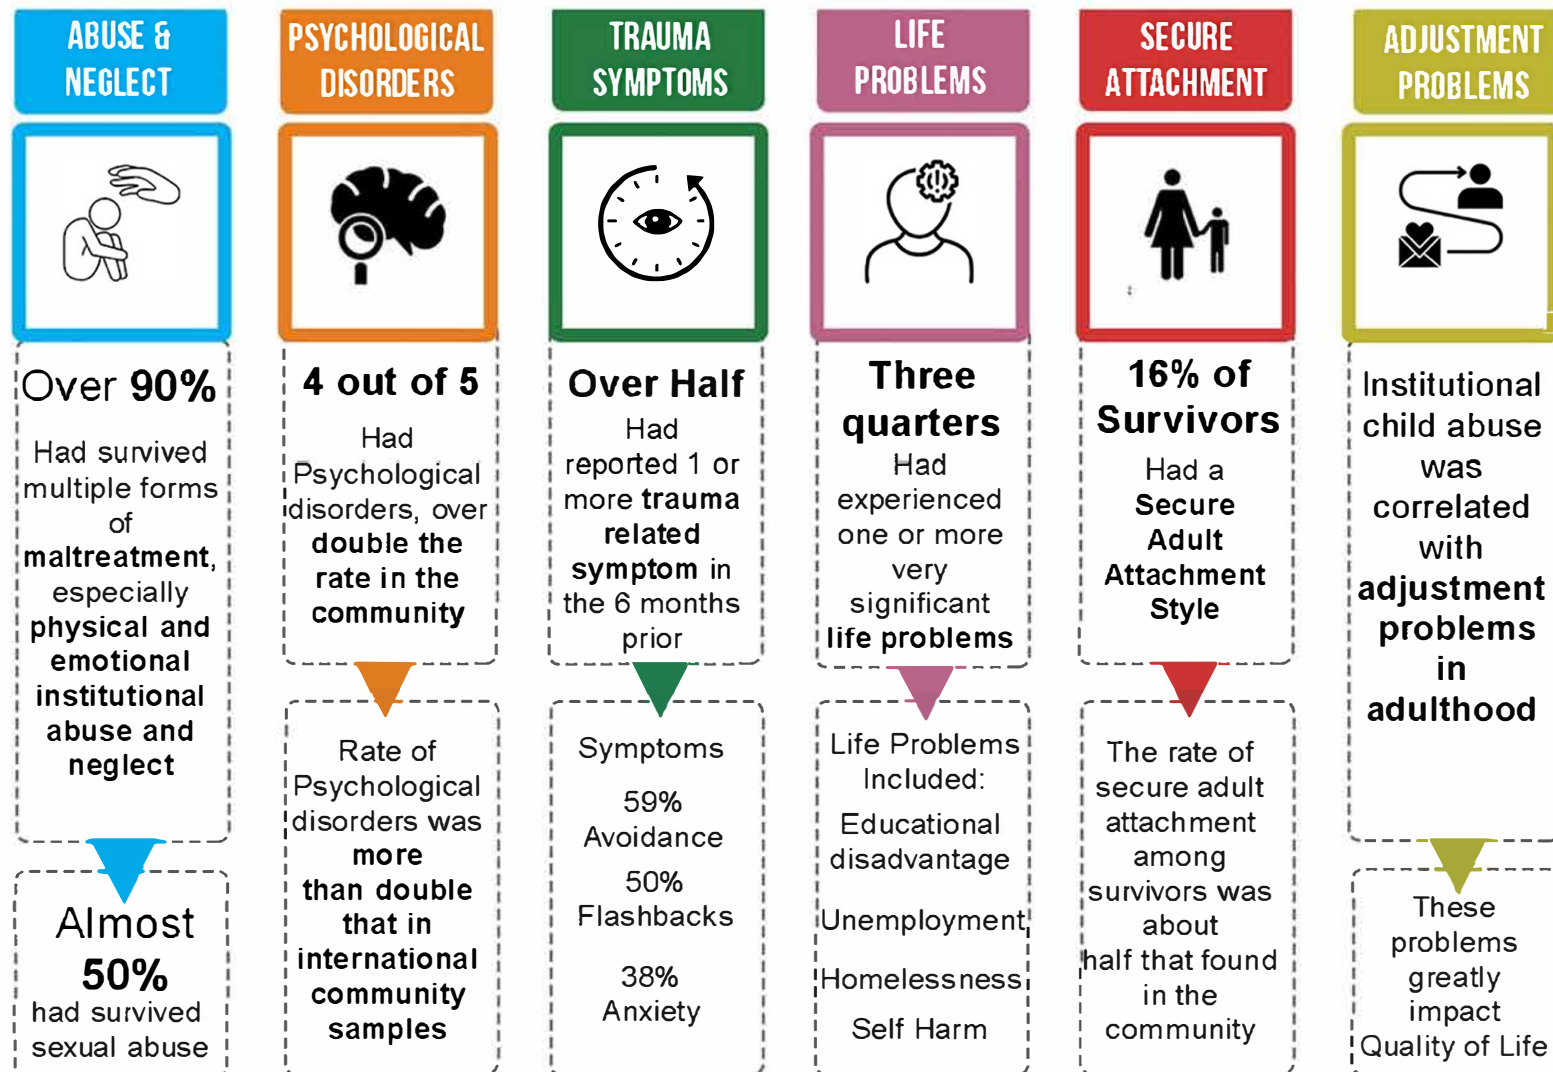 ABUSE &
NEGLECT
Over 90%
Had survived
multiple forms
of
maltreatment,
especially
physical and
emotional
institutional
abuse and
neglect
Almost
50%
had survived
sexual abuse
PSYCHOLOGICAL
DISORDERS
4 out of 5
Had
Psychological
disorders, over
double the
rate in the
community
Rate of
Psychological
disorders was
more
than double
that in
international
community
samples
TRAUMA
SYMPTOMS
Over Half
Had
reported 1 or
more trauma
related
symptom in
the 6 months
prior
Symptoms
59%
Avoidance
50%
Flashbacks
38%
Anxiety
LIFE
PROBLEMS
Three
quarters
Had
experienced
one or more
very
significant
life problems
Life Problems
Included:
Educational
disadvantage
Unemployment
Homelessness
Self Harm
SECURE
ATTACHMENT
16% of
Survivors
Had a
Secure
Adult
Attachment
Style
The rate of
secure adult
attachment
among
survivors was
about
half that found
in the
community
ADJUSTMENT
PROBLEMS
Institutional
child abuse
was
correlated
with
adjustment
problems
in
adulthood
These
problems
greatly
impact
Quality of Life